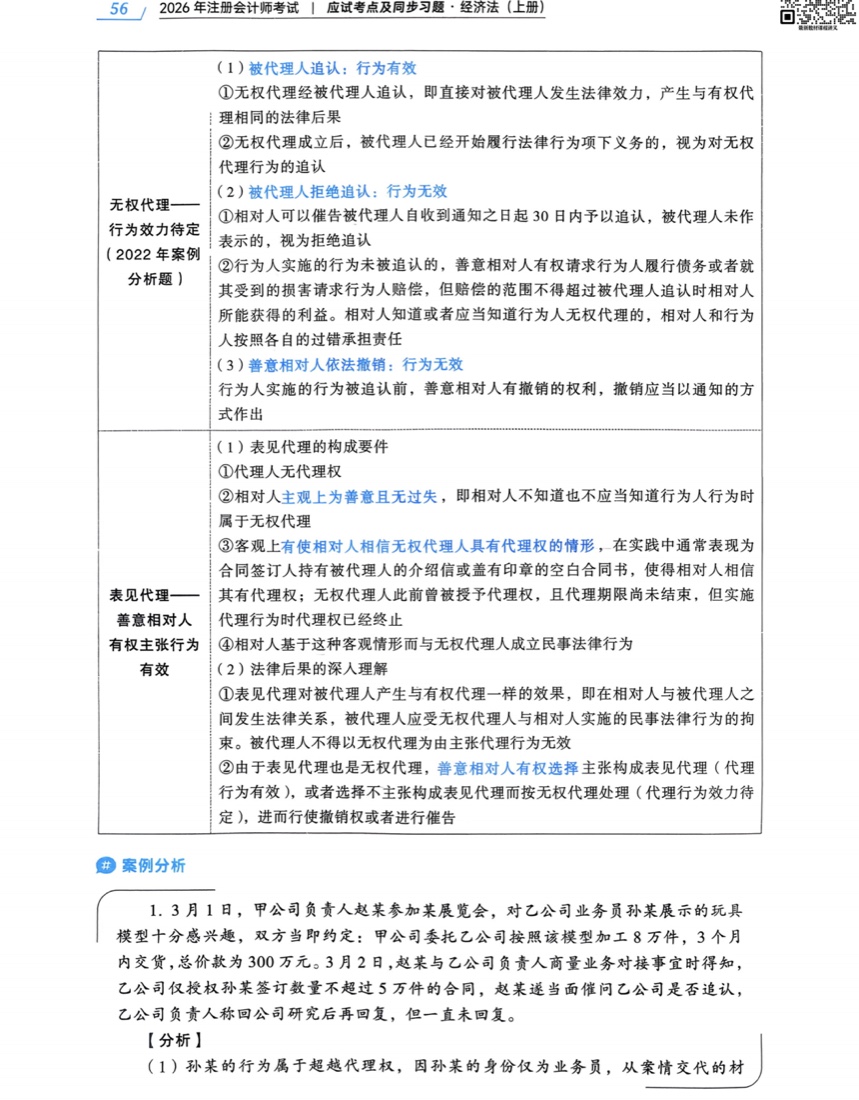 56 2026 年注册会计师考试 | 应试考点及同步习题·经济法（上册）
无权代理——
行为效力待定
（2022 年案例
分析题）
（1）被代理人追认：行为有效
①无权代理经被代理人追认，即直接对被代理人发生法律效力，产生与有权代
理相同的法律后果
②无权代理成立后，被代理人已经开始履行法律行为项下义务的，视为对无权
代理行为的追认
（2）被代理人拒绝追认：行为无效
①相对人可以催告被代理人自收到通知之日起 30 日内予以追认，被代理人未作
表示的，视为拒绝追认
②行为人实施的行为未被追认的，善意相对人有权请求行为人履行债务或者就
其受到的损害请求行为人赔偿，但赔偿的范围不得超过被代理人追认时相对人
所能获得的利益。相对人知道或者应当知道行为人无权代理的，相对人和行为
人按照各自的过错承担责任
（3）善意相对人依法撤销：行为无效
行为人实施的行为被追认前，善意相对人有撤销的权利，撤销应当以通知的方
式作出
表见代理——
善意相对人
有权主张行为
有效
（1）表见代理的构成要件
①代理人无代理权
②相对人主观上为善意且无过失，即相对人不知道也不应当知道行为人行为时
属于无权代理
③客观上有使相对人相信无权代理人具有代理权的情形，在实践中通常表现为
合同签订人持有被代理人的介绍信或盖有印章的空白合同书，使得相对人相信
其有代理权；无权代理人此前曾被授予代理权，且代理期限尚未结束，但实施
代理行为时代理权已经终止
④相对人基于这种客观情形而与无权代理人成立民事法律行为
（2）法律后果的深入理解
①表见代理对被代理人产生与有权代理一样的效果，即在相对人与被代理人之
间发生法律关系，被代理人应受无权代理人与相对人实施的民事法律行为的拘
束。被代理人不得以无权代理为由主张代理行为无效
②由于表见代理也是无权代理，善意相对人有权选择主张构成表见代理（代理
行为有效），或者选择不主张构成表见代理而按无权代理处理（代理行为效力待
定），进而行使撤销权或者进行催告
# 案例分析
1. 3 月 1 日，甲公司负责人赵某参加某展览会，对乙公司业务员孙某展示的玩具
模型十分感兴趣，双方当即约定：甲公司委托乙公司按照该模型加工 8 万件，3 个月
内交货，总价款为 300 万元。3 月 2 日，赵某与乙公司负责人商量业务对接事宜时得知，
乙公司仅授权孙某签订数量不超过 5 万件的合同，赵某遂当面催问乙公司是否追认，
乙公司负责人称回公司研究后再回复，但一直未回复。
【分析】
（1）孙某的行为属于超越代理权，因孙某的身份仅为业务员，从案情交代的材